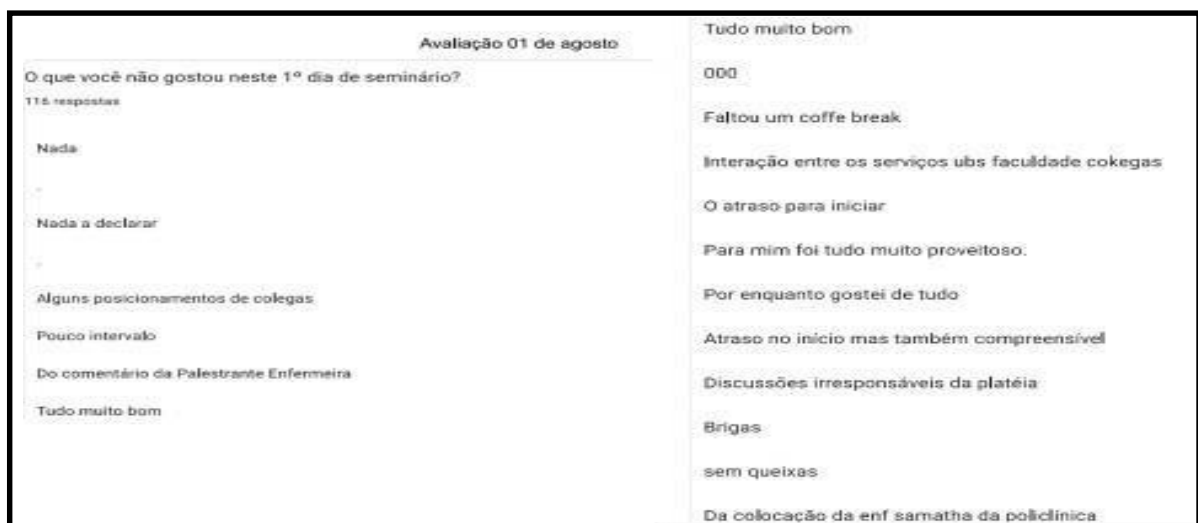 Avaliação 01 de agosto
O que você não gostou neste 1º dia de seminário?
116 respostas
Nada
.
Nada a declarar
.
Alguns posicionamentos de colegas
Pouco intervalo
Do comentário da Palestrante Enfermeira
Tudo muito bom
Tudo muito bom
000
Faltou um coffe break
Interação entre os serviços ubs faculdade cokegas
O atraso para iniciar
Para mim foi tudo muito proveitoso.
Por enquanto gostei de tudo
Atraso no início mas também compreensível
Discussões irresponsáveis da platéia
Brigas
sem queixas
Da colocação da enf samatha da policlínica